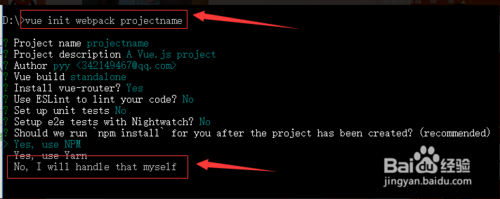 D:\>vue init webpack projectname
? Project name projectname
? Project description A Vue.js project
? Author pyy <342149467@qq.com>
? Vue build standalone
? Install vue-router? Yes
? Use ESLint to lint your code? No
? Set up unit tests No
? Setup e2e tests with Nightwatch? No
? Should we run `npm install` for you after the project has been created? (recommended)
> Yes, use NPM
Yes, use Yarn
No, I will handle that myself
Baidu 经验
jingyan.baidu.com